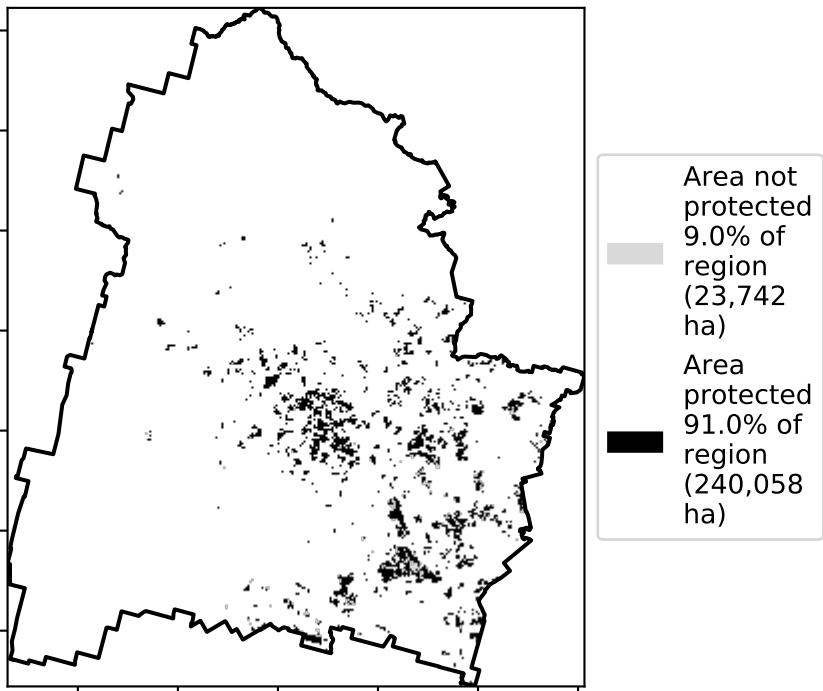 Area not
protected
9.0% of
region
(23,742
ha)
Area
protected
91.0% of
region
(240,058
ha)